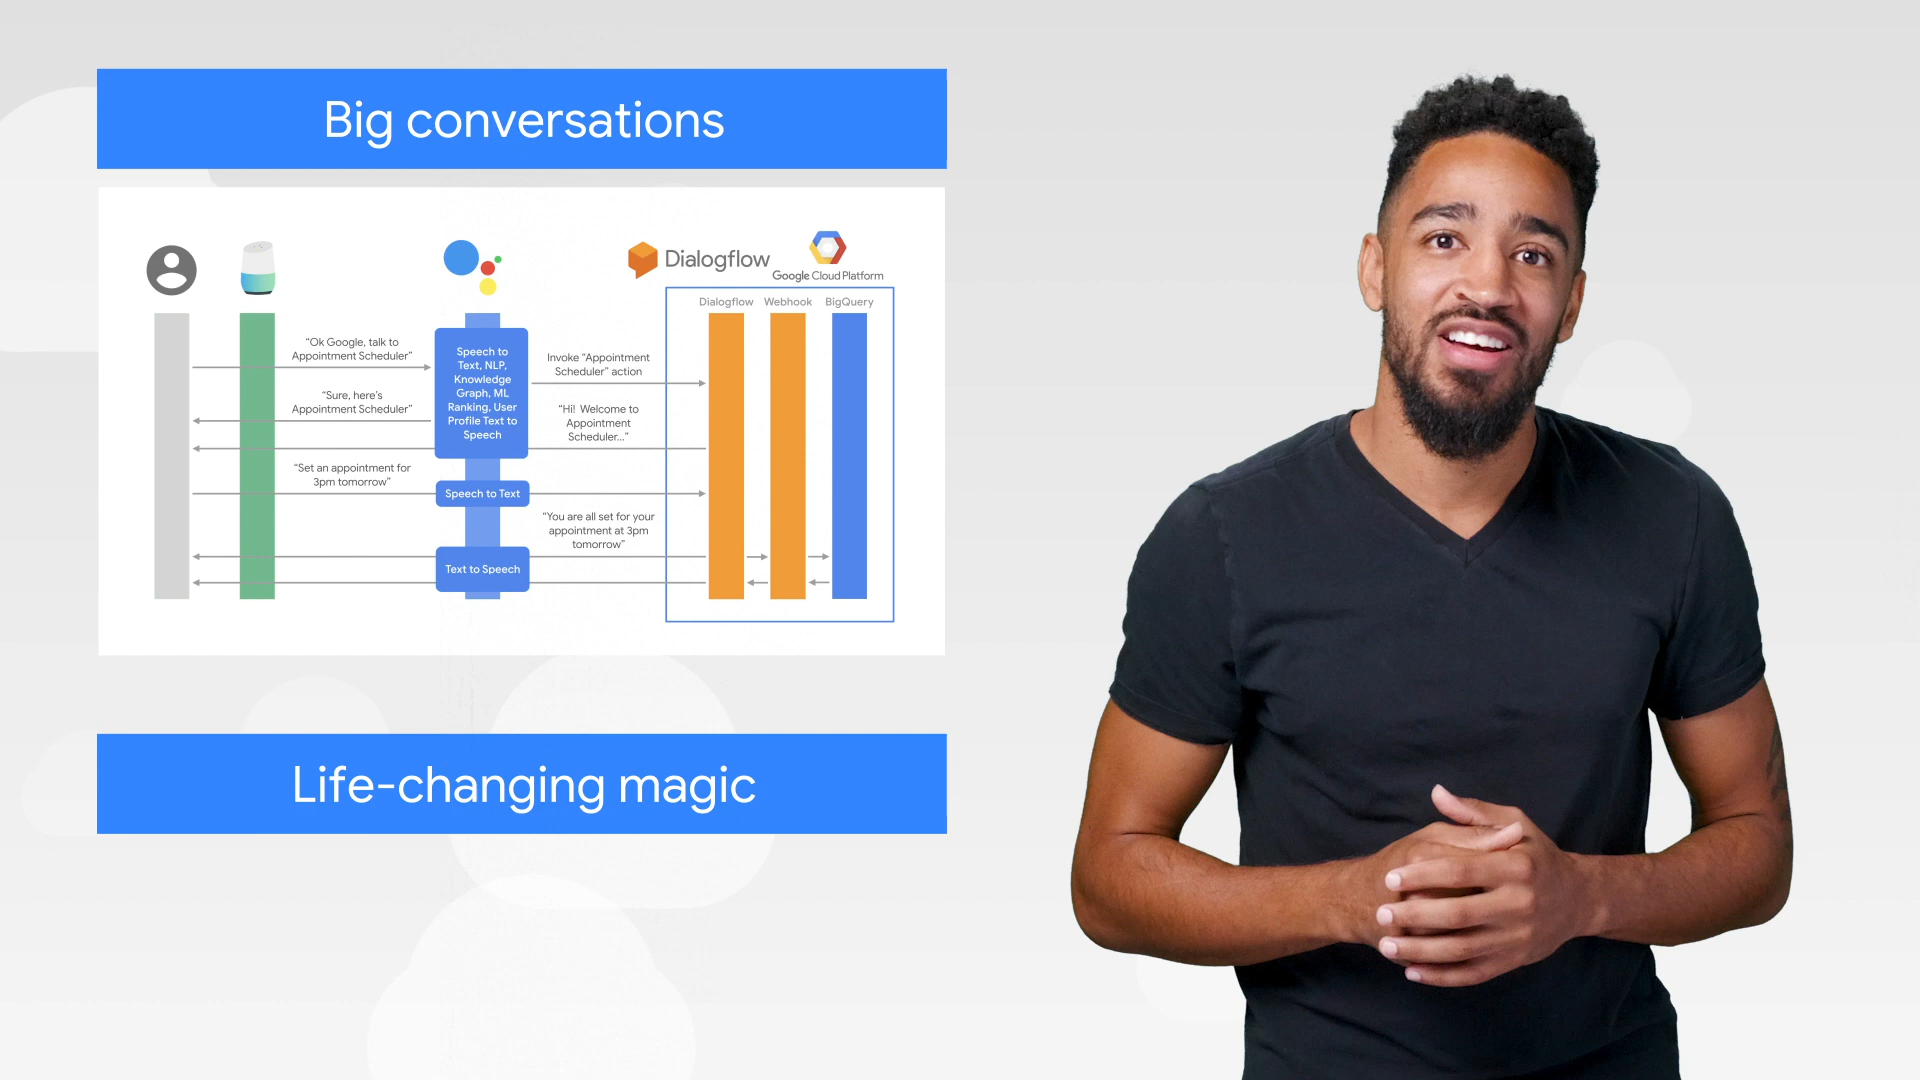 Big conversations
Dialogflow
Google Cloud Platform
Dialogflow
Webhook
BigQuery
“Ok Google, talk to
Appointment Scheduler”
“Sure, here’s
Appointment Scheduler”
“Set an appointment for
3pm tomorrow”
Speech to
Text, NLP,
Knowledge
Graph, ML
Ranking, User
Profile Text to
Speech
Speech to Text
Text to Speech
Invoke “Appointment
Scheduler” action
“Hi! Welcome to
Appointment
Scheduler...”
“You are all set for your
appointment at 3pm
tomorrow”
Life-changing magic